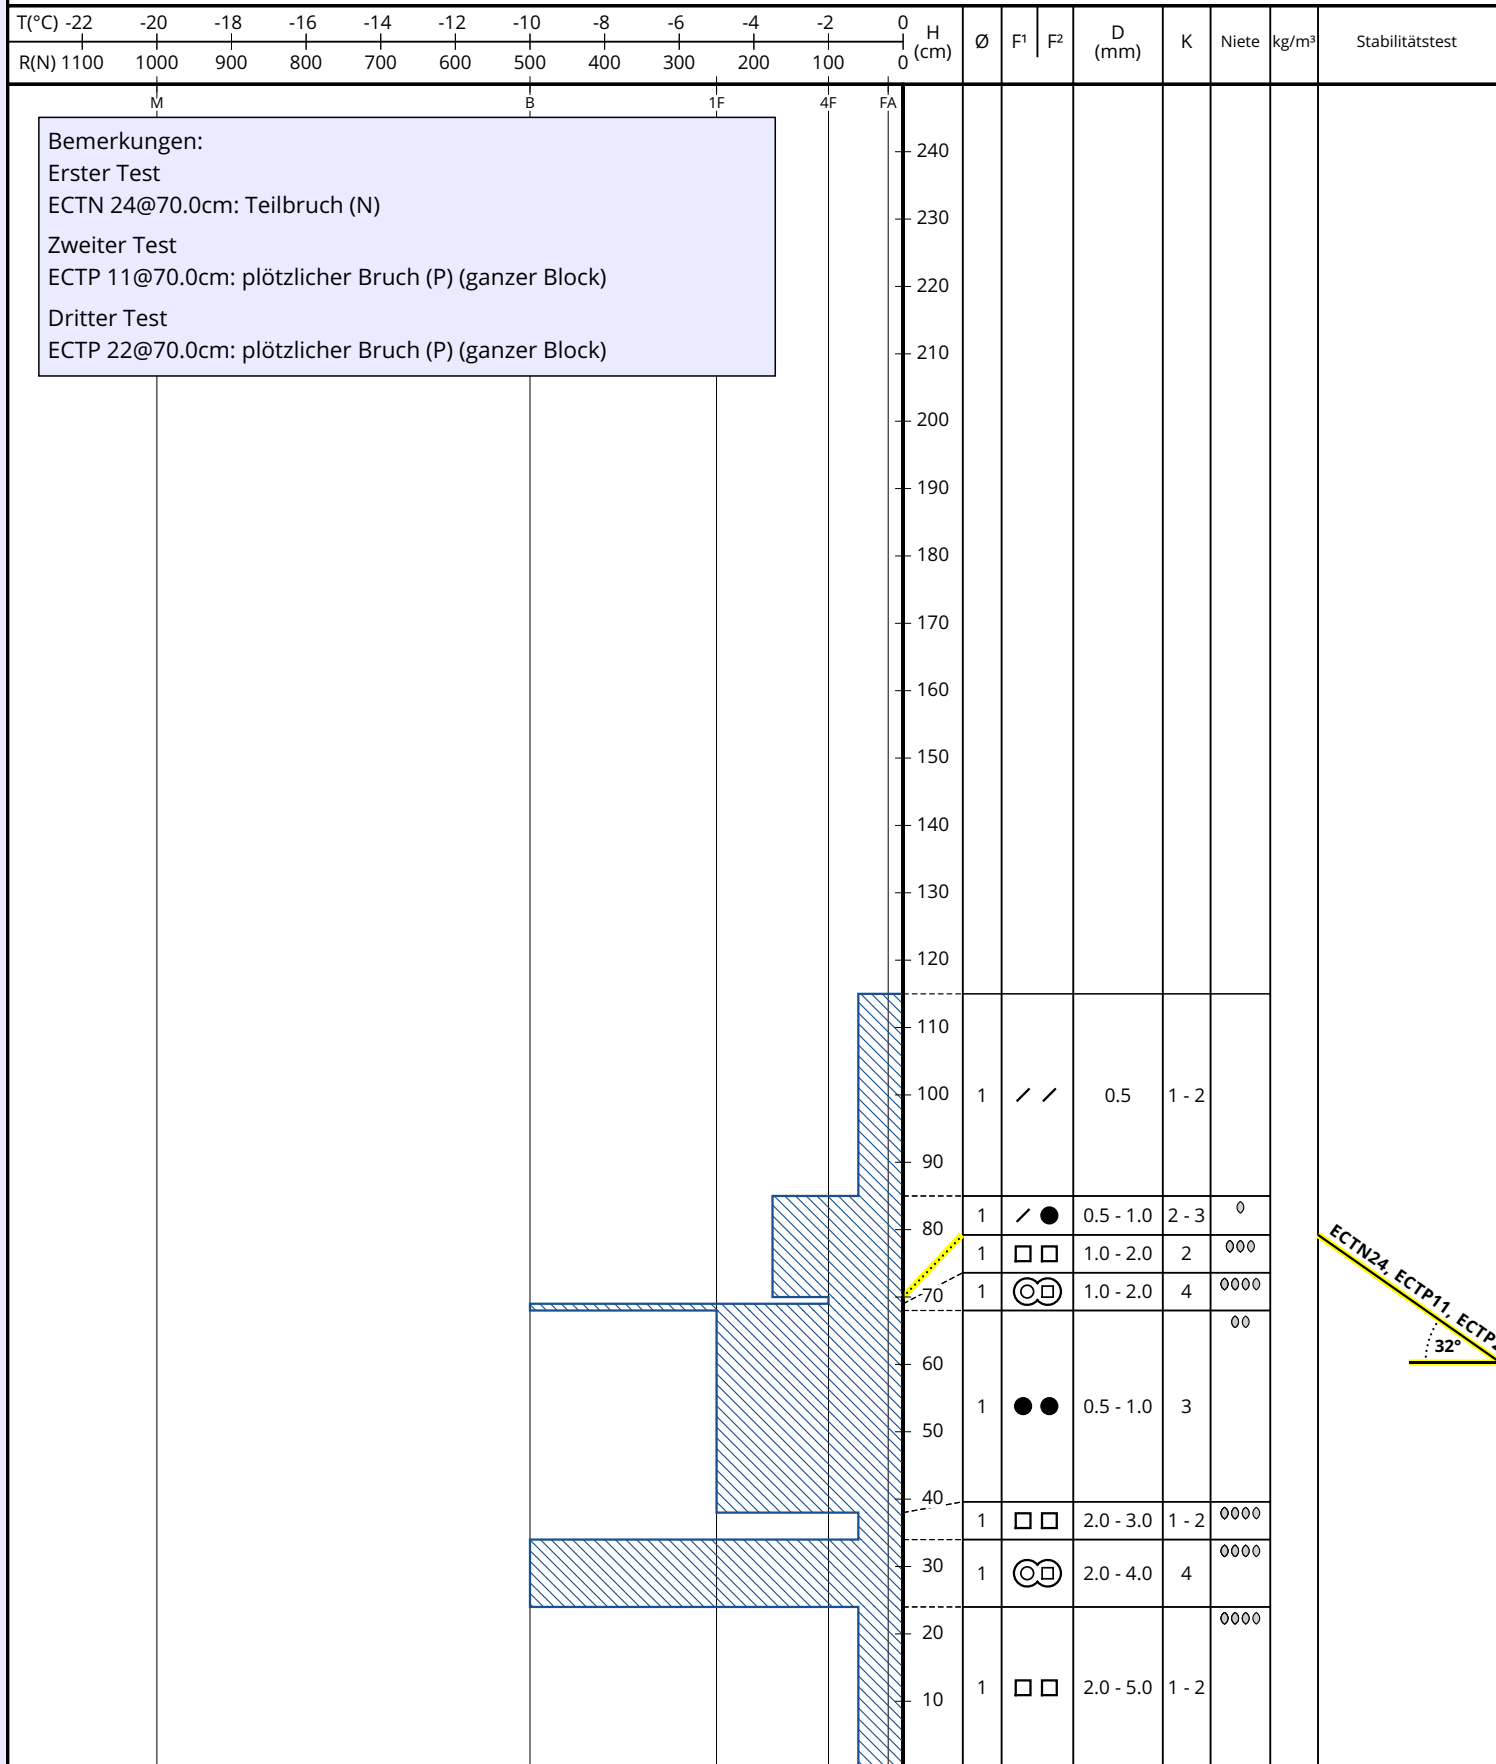 T(°C) -22 -20 -18 -16 -14 -12 -10 -8 -6 -4 -2 0
R(N) 1100 1000 900 800 700 600 500 400 300 200 100 0
H (cm) Ø F¹ F² D (mm) K Niete kg/m³ Stabilitätstest
M B 1F 4F FA
Bemerkungen:
Erster Test
ECTN 24@70.0cm: Teilbruch (N)
Zweiter Test
ECTP 11@70.0cm: plötzlicher Bruch (P) (ganzer Block)
Dritter Test
ECTP 22@70.0cm: plötzlicher Bruch (P) (ganzer Block)
240
230
220
210
200
190
180
170
160
150
140
130
120
110
100 1 0.5 1 - 2
90
80 1 0.5 - 1.0 2 - 3
1 1.0 - 2.0 2
70 1 1.0 - 2.0 4
60
50 1 0.5 - 1.0 3
40
1 2.0 - 3.0 1 - 2
30 1 2.0 - 4.0 4
20
10 1 2.0 - 5.0 1 - 2
ECTN24, ECTP11,
32°